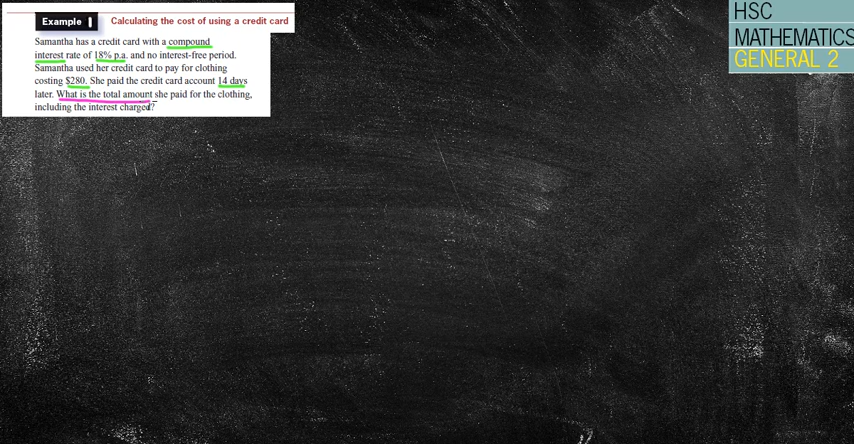 Example 1 Calculating the cost of using a credit card
Samantha has a credit card with a compound
interest rate of 18% p.a. and no interest-free period.
Samantha used her credit card to pay for clothing
costing $280. She paid the credit card account 14 days
later. What is the total amount she paid for the clothing,
including the interest charged?
HSC
MATHEMATICS
GENERAL 2